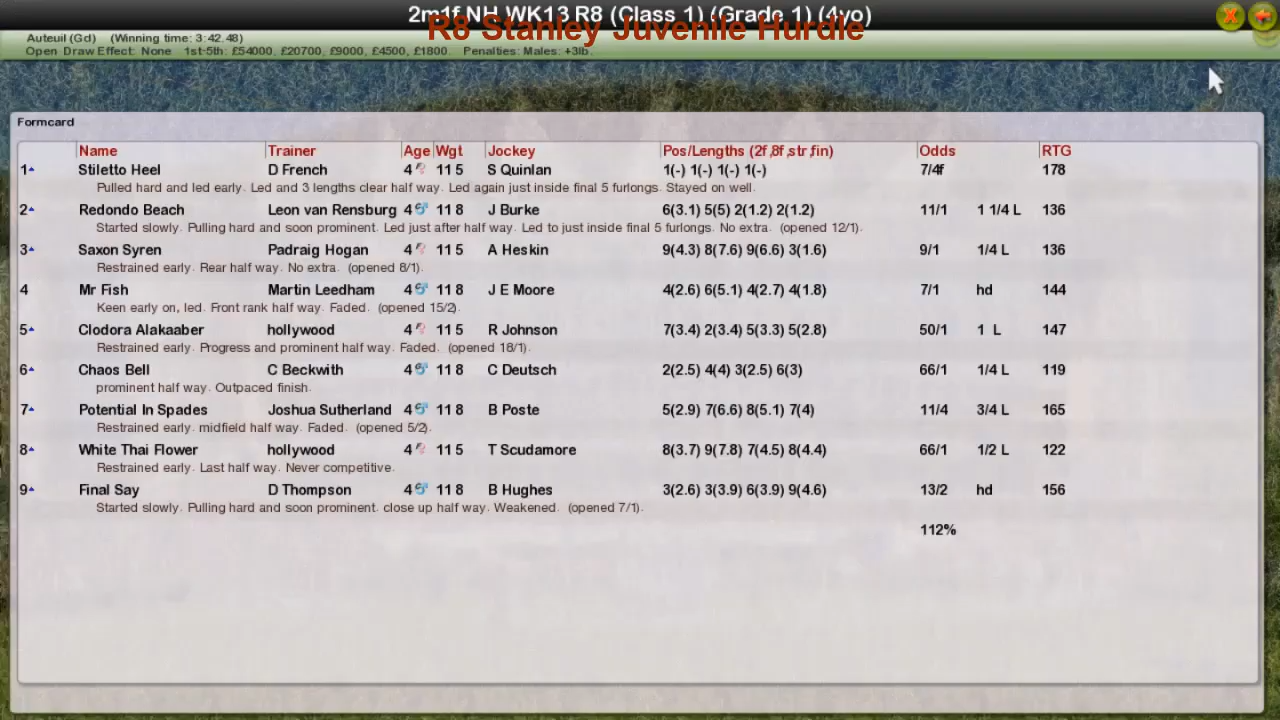 2m1f NH WK13 R8 (Class 1) (Grade 1) (4yo)
R8 Stanley Juvenile Hurdle
Auteuil (Gd) (Winning time: 3:42.48)
Open Draw Effect: None 1st-5th: £54000, £20700, £9000, £4500, £1800. Penalties: Males: +3lb.
Formcard
Name Trainer Age Wgt Jockey Pos/Lengths (2f,8f,str,fin) Odds RTG
1 Stiletto Heel D French 4 11 5 S Quinlan 1(-) 1(-) 1(-) 1(-) 7/4f 178
Pulled hard and led early. Led and 3 lengths clear half way. Led again just inside final 5 furlongs. Stayed on well.
2 Redondo Beach Leon van Rensburg 4 11 8 J Burke 6(3.1) 5(5) 2(1.2) 2(1.2) 11/1 1 1/4 L 136
Started slowly. Pulling hard and soon prominent. Led just after half way. Led to just inside final 5 furlongs. No extra. (opened 12/1).
3 Saxon Syren Padraig Hogan 4 11 5 A Heskin 9(4.3) 8(7.6) 9(6.6) 3(1.6) 9/1 1/4 L 136
Restrained early. Rear half way. No extra. (opened 8/1).
4 Mr Fish Martin Leedham 4 11 8 J E Moore 4(2.6) 6(5.1) 4(2.7) 4(1.8) 7/1 hd 144
Keen early on, led. Front rank half way. Faded. (opened 15/2).
5 Clodora Alakaaber hollywood 4 11 5 R Johnson 7(3.4) 2(3.4) 5(3.3) 5(2.8) 50/1 1 L 147
Restrained early. Progress and prominent half way. Faded. (opened 18/1).
6 Chaos Bell C Beckwith 4 11 8 C Deutsch 2(2.5) 4(4) 3(2.5) 6(3) 66/1 1/4 L 119
prominent half way. Outpaced finish.
7 Potential In Spades Joshua Sutherland 4 11 8 B Poste 5(2.9) 7(6.6) 8(5.1) 7(4) 11/4 3/4 L 165
Restrained early. midfield half way. Faded. (opened 5/2).
8 White Thai Flower hollywood 4 11 5 T Scudamore 8(3.7) 9(7.8) 7(4.5) 8(4.4) 66/1 1/2 L 122
Restrained early. Last half way. Never competitive.
9 Final Say D Thompson 4 11 8 B Hughes 3(2.6) 3(3.9) 6(3.9) 9(4.6) 13/2 hd 156
Started slowly. Pulling hard and soon prominent. close up half way. Weakened. (opened 7/1).
112%